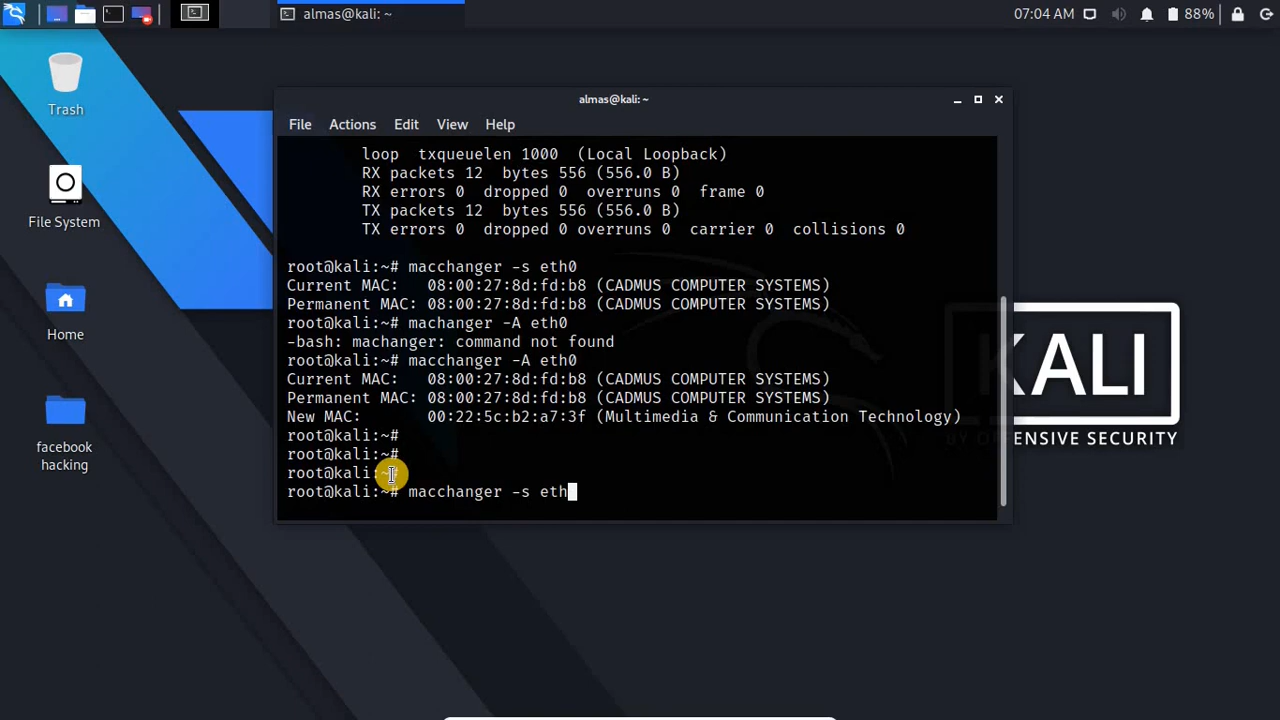 almas@kali: ~
07:04 AM
88%
Trash
File System
Home
facebook
hacking
almas@kali: ~
File Actions Edit View Help
loop txqueuelen 1000 (Local Loopback)
RX packets 12 bytes 556 (556.0 B)
RX errors 0 dropped 0 overruns 0 frame 0
TX packets 12 bytes 556 (556.0 B)
TX errors 0 dropped 0 overruns 0 carrier 0 collisions 0
root@kali:~# macchanger -s eth0
Current MAC: 08:00:27:8d:fd:b8 (CADMUS COMPUTER SYSTEMS)
Permanent MAC: 08:00:27:8d:fd:b8 (CADMUS COMPUTER SYSTEMS)
root@kali:~# machanger -A eth0
-bash: machanger: command not found
root@kali:~# macchanger -A eth0
Current MAC: 08:00:27:8d:fd:b8 (CADMUS COMPUTER SYSTEMS)
Permanent MAC: 08:00:27:8d:fd:b8 (CADMUS COMPUTER SYSTEMS)
New MAC: 00:22:5c:b2:a7:3f (Multimedia & Communication Technology)
root@kali:~#
root@kali:~#
root@kali:~#
root@kali:~# macchanger -s eth
KALI
BY OFFENSIVE SECURITY